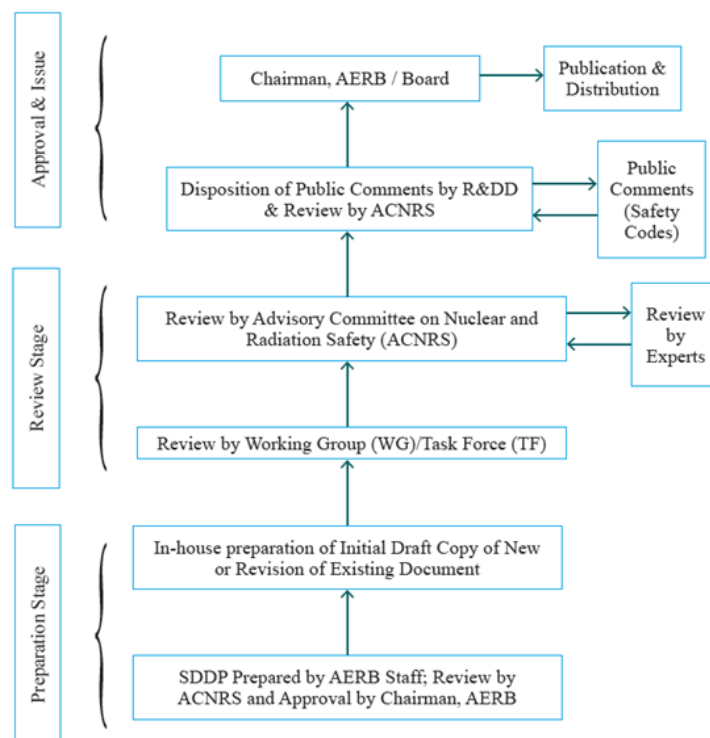 Approval & Issue
Chairman, AERB / Board
Publication &
Distribution
Disposition of Public Comments by R&DD
& Review by ACNRS
Public
Comments
(Safety
Codes)
Review Stage
Review by Advisory Committee on Nuclear and
Radiation Safety (ACNRS)
Review
by
Experts
Review by Working Group (WG)/Task Force (TF)
Preparation Stage
In-house preparation of Initial Draft Copy of New
or Revision of Existing Document
SDDP Prepared by AERB Staff; Review by
ACNRS and Approval by Chairman, AERB